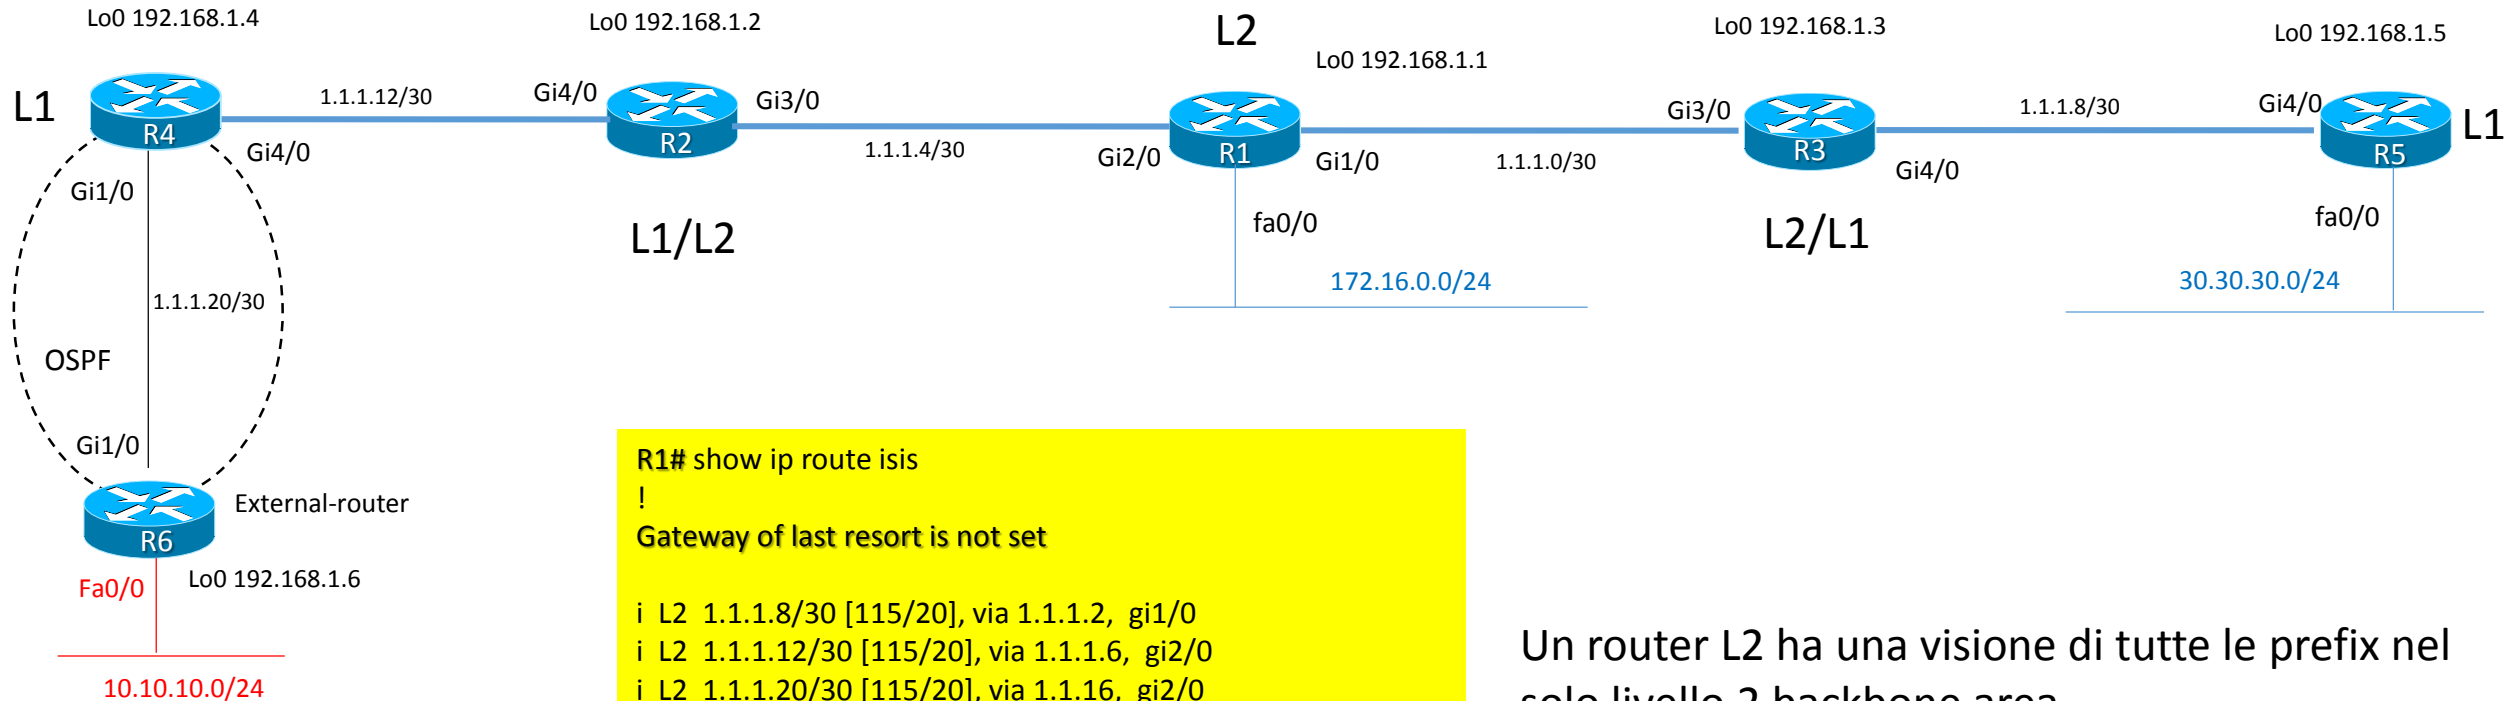 Lo0 192.168.1.4
Lo0 192.168.1.2
L2
Lo0 192.168.1.1
Lo0 192.168.1.3
Lo0 192.168.1.5
L1
R4
1.1.1.12/30
Gi4/0
R2
Gi3/0
1.1.1.4/30
Gi2/0
R1
Gi1/0
1.1.1.0/30
Gi3/0
R3
Gi4/0
1.1.1.8/30
Gi4/0
R5
L1
Gi4/0
Gi1/0
L1/L2
fa0/0
L2/L1
fa0/0
172.16.0.0/24
30.30.30.0/24
1.1.1.20/30
OSPF
Gi1/0
R6
External-router
Fa0/0
Lo0 192.168.1.6
10.10.10.0/24
R1# show ip route isis
!
Gateway of last resort is not set
i L2 1.1.1.8/30 [115/20], via 1.1.1.2, gi1/0
i L2 1.1.1.12/30 [115/20], via 1.1.1.6, gi2/0
i L2 1.1.1.20/30 [115/20], via 1.1.16, gi2/0
Un router L2 ha una visione di tutte le prefix nel
solo livello 2 backbone area